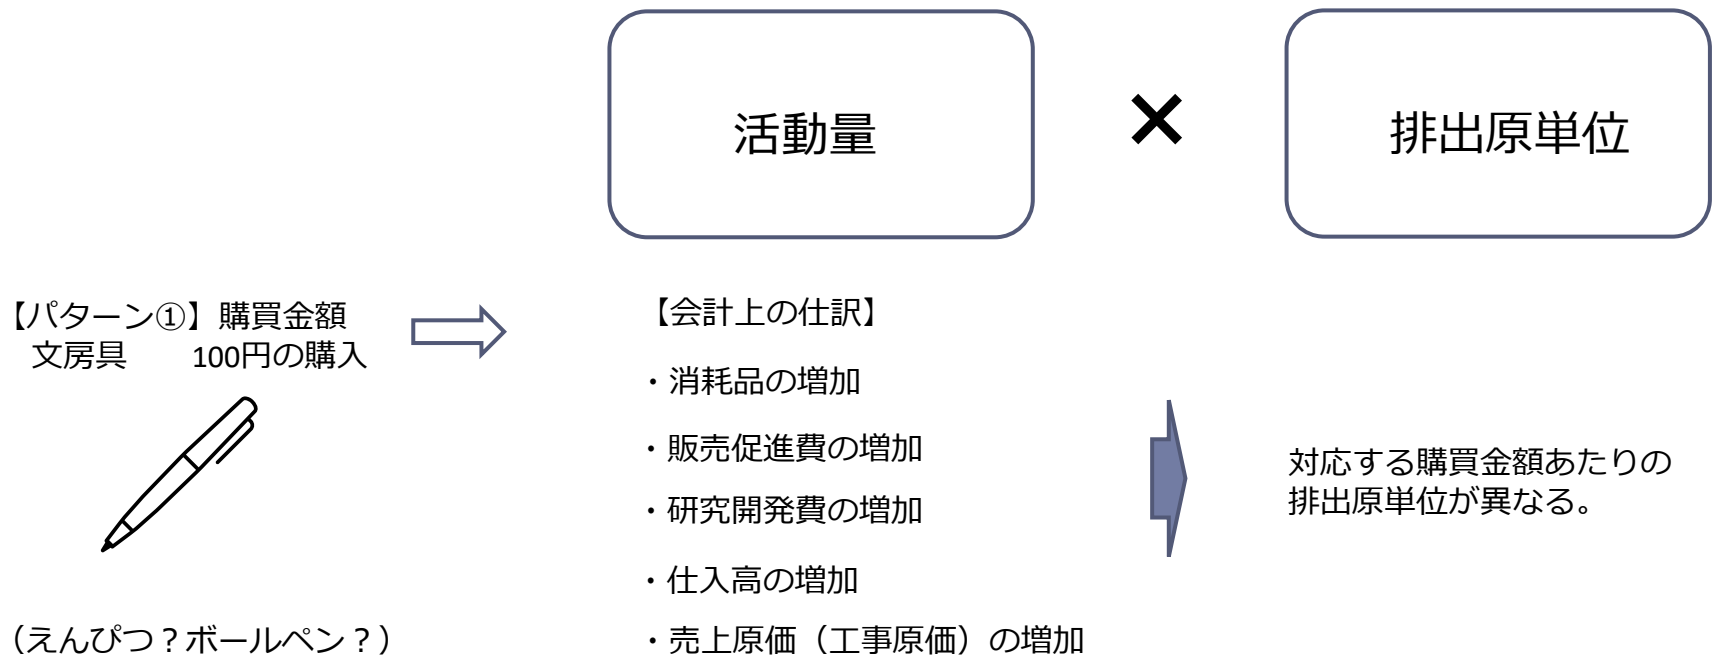 活動量
×
排出原単位
【パターン①】購買金額
文房具 100円の購入
（えんぴつ？ボールペン？）
【会計上の仕訳】
・消耗品の増加
・販売促進費の増加
・研究開発費の増加
・仕入高の増加
・売上原価（工事原価）の増加
対応する購買金額あたりの
排出原単位が異なる。